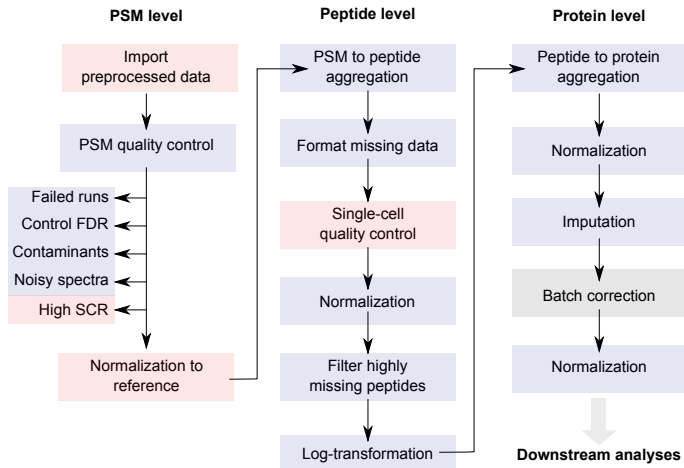 PSM level
Import
preprocessed data
PSM quality control
Failed runs
Control FDR
Contaminants
Noisy spectra
High SCR
Normalization to
reference
Peptide level
PSM to peptide
aggregation
Format missing data
Single-cell
quality control
Normalization
Filter highly
missing peptides
Log-transformation
Protein level
Peptide to protein
aggregation
Normalization
Imputation
Batch correction
Normalization
Downstream analyses